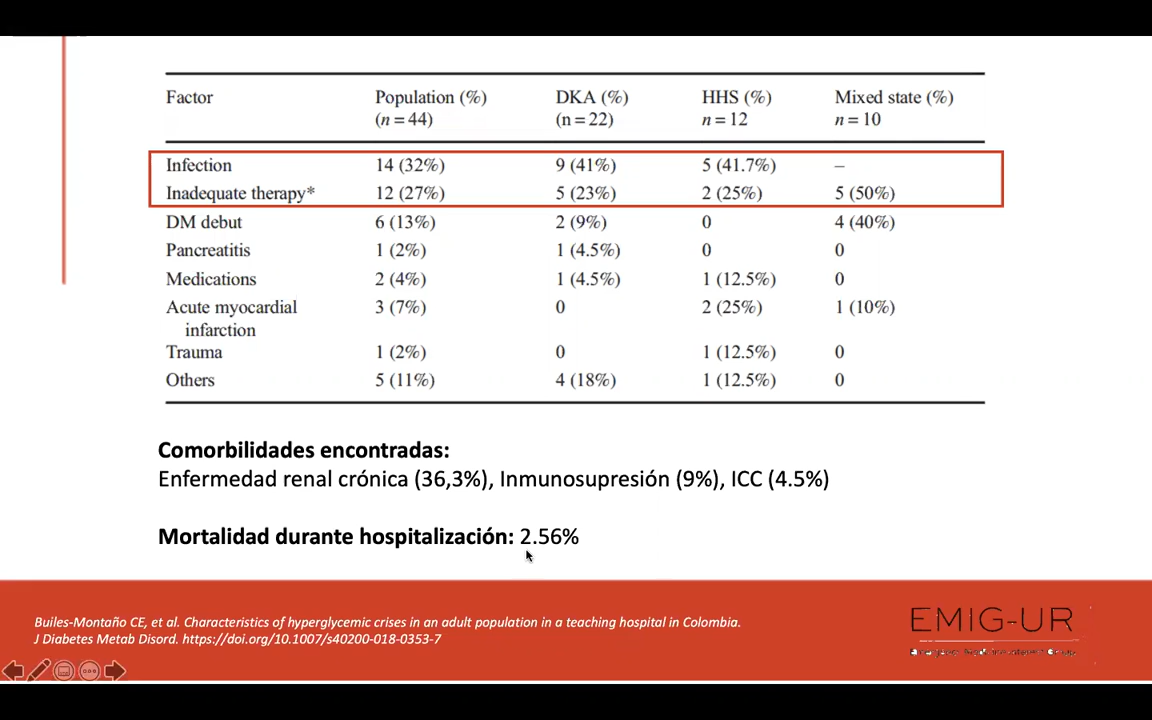 Factor Population (%) DKA (%) HHS (%) Mixed state (%)
(n = 44) (n = 22) n = 12 n = 10
Infection 14 (32%) 9 (41%) 5 (41.7%) –
Inadequate therapy* 12 (27%) 5 (23%) 2 (25%) 5 (50%)
DM debut 6 (13%) 2 (9%) 0 4 (40%)
Pancreatitis 1 (2%) 1 (4.5%) 0 0
Medications 2 (4%) 1 (4.5%) 1 (12.5%) 0
Acute myocardial 3 (7%) 0 2 (25%) 1 (10%)
infarction
Trauma 1 (2%) 0 1 (12.5%) 0
Others 5 (11%) 4 (18%) 1 (12.5%) 0
Comorbilidades encontradas:
Enfermedad renal crónica (36,3%), Inmunosupresión (9%), ICC (4.5%)
Mortalidad durante hospitalización: 2.56%
Builes-Montaño CE, et al. Characteristics of hyperglycemic crises in an adult population in a teaching hospital in Colombia.
J Diabetes Metab Disord. https://doi.org/10.1007/s40200-018-0353-7
EMIG-UR